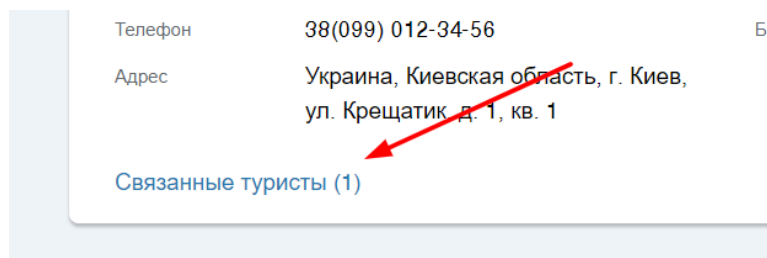 Телефон 38(099) 012-34-56 Б
Адрес Украина, Киевская область, г. Киев,
ул. Крещатик, д. 1, кв. 1
Связанные туристы (1)